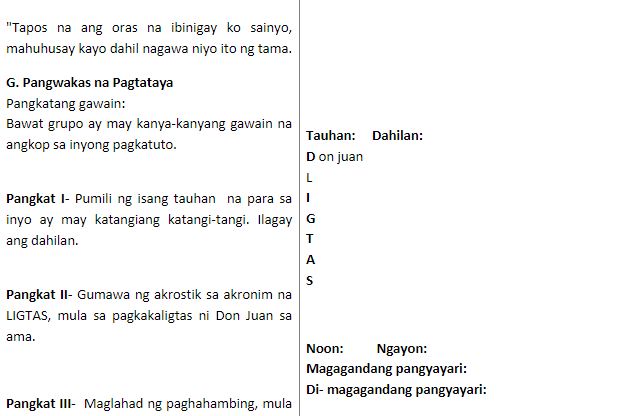 "Tapos na ang oras na ibinigay ko sainyo,
mahuhusay kayo dahil nagawa niyo ito ng tama.
G. Pangwakas na Pagtataya
Pangkatang gawain:
Bawat grupo ay may kanya-kanyang gawain na
angkop sa inyong pagkatuto.
Pangkat I- Pumili ng isang tauhan na para sa
inyo ay may katangiang katangi-tangi. Ilagay
ang dahilan.
Pangkat II- Gumawa ng akrostik sa akronim na
LIGTAS, mula sa pagkakaligtas ni Don Juan sa
ama.
Pangkat III- Maglahad ng paghahambing, mula
Tauhan: Dahilan:
D on juan
L
I
G
T
A
S
Noon: Ngayon:
Magagandang pangyayari:
Di- magagandang pangyayari: